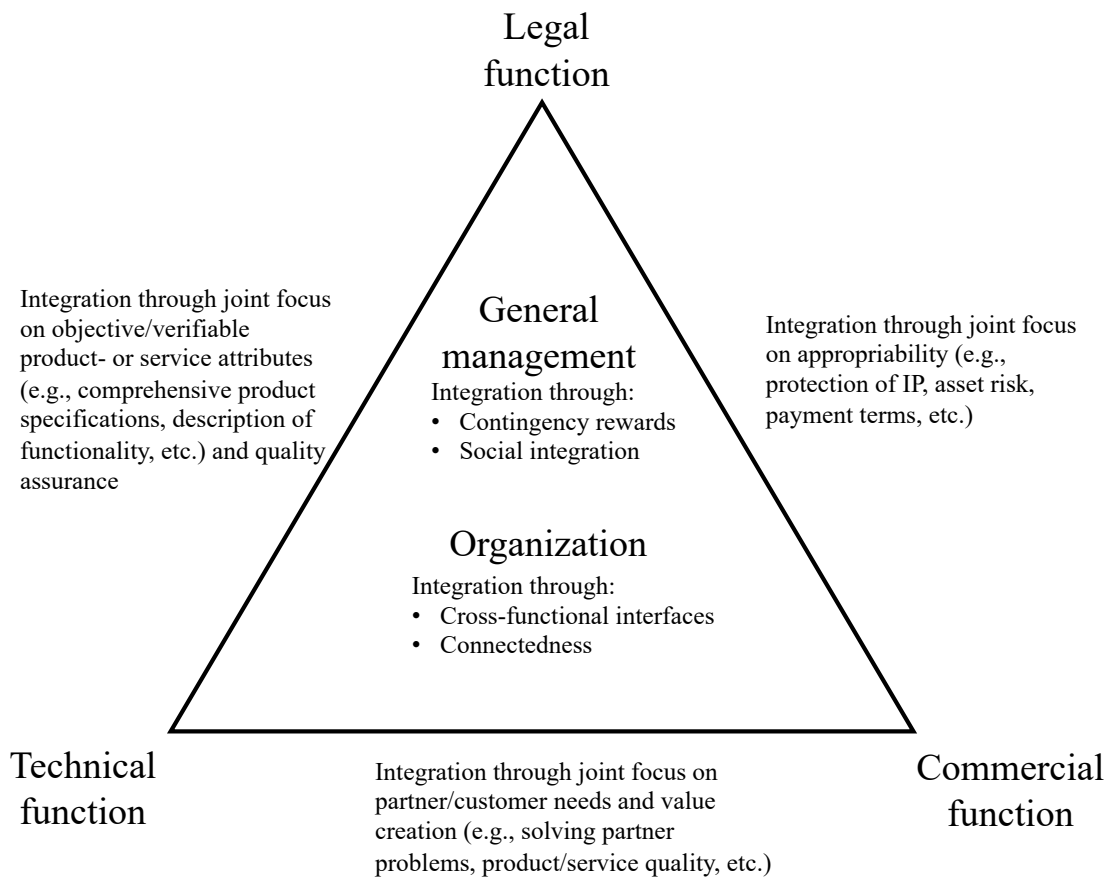 Legal
function
Integration through joint focus
on objective/verifiable
product- or service attributes
(e.g., comprehensive product
specifications, description of
functionality, etc.) and quality
assurance
General
management
Integration through:
• Contingency rewards
• Social integration
Integration through joint focus
on appropriability (e.g.,
protection of IP, asset risk,
payment terms, etc.)
Organization
Integration through:
• Cross-functional interfaces
• Connectedness
Technical
function
Integration through joint focus on
partner/customer needs and value
creation (e.g., solving partner
problems, product/service quality, etc.)
Commercial
function